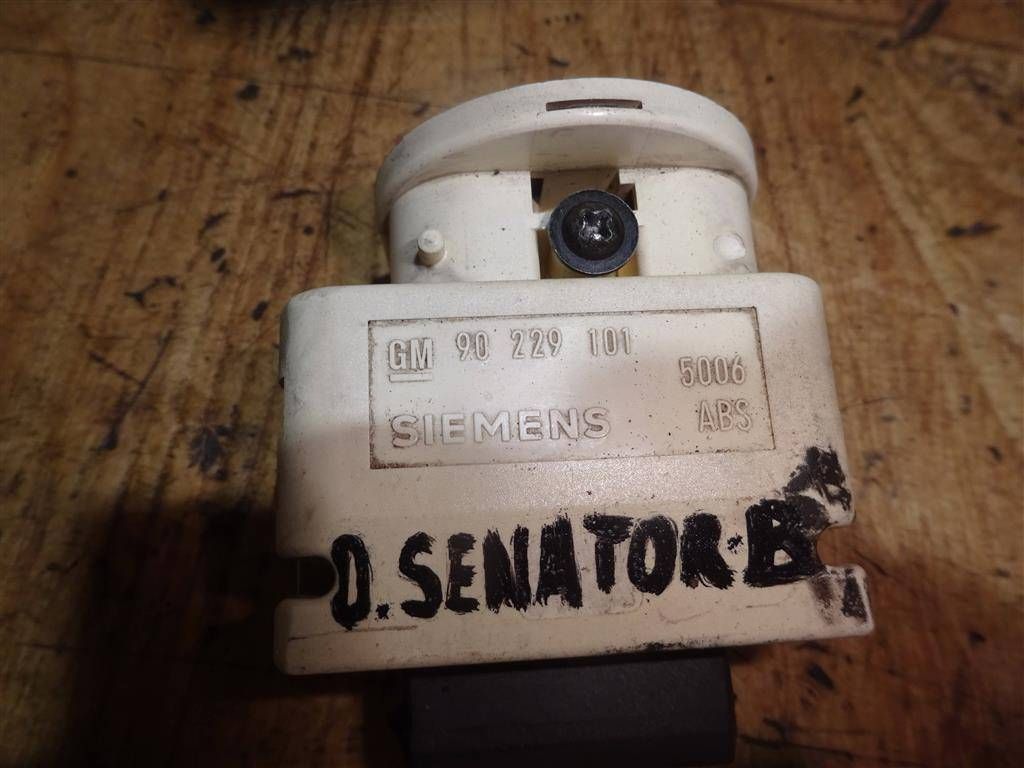 GM 90 229 101
5006
SIEMENS ABS
O.SENATOR-B